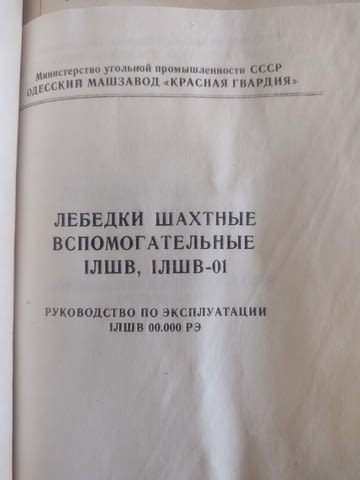 Министерство угольной промышленности СССР
ОДЕССКИЙ МАШЗАВОД «КРАСНАЯ ГВАРДИЯ»
ЛЕБЕДКИ ШАХТНЫЕ
ВСПОМОГАТЕЛЬНЫЕ
1ЛШВ, 1ЛШВ-01
РУКОВОДСТВО ПО ЭКСПЛУАТАЦИИ
1ЛШВ 00.000 РЭ